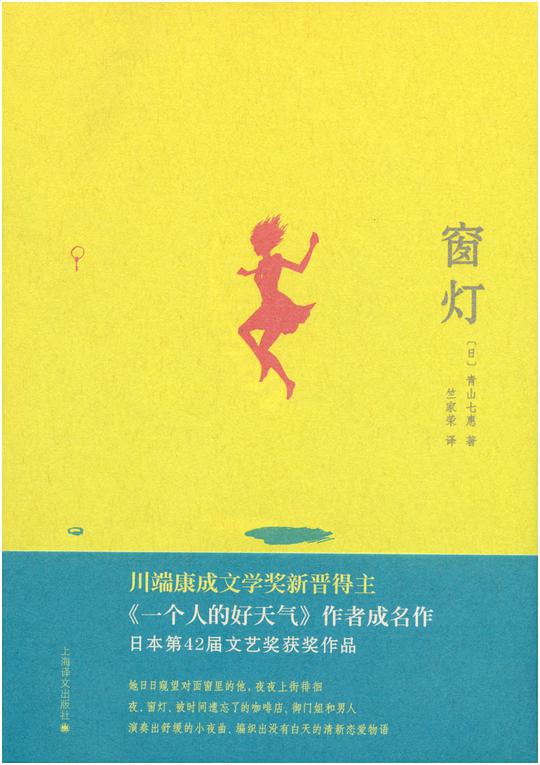 窗灯
〔日〕青山七惠 著
竺家荣 译
川端康成文学奖新晋得主
《一个人的好天气》作者成名作
日本第42届文艺奖获奖作品
她日日窥望对面窗里的他，夜夜上街徘徊
夜，窗灯、被时间遗忘了的咖啡店、御门姐和男人
演奏出舒缓的小夜曲、编织出没有白天的清新恋爱物语
上海译文出版社